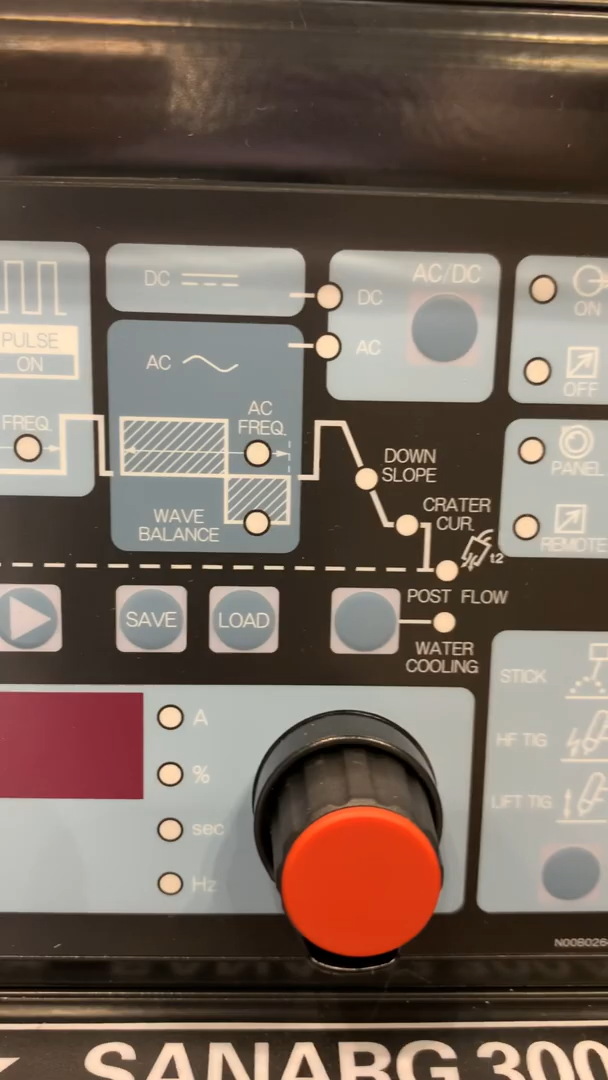 DC
AC/DC
DC
ON
PULSE
ON
AC
AC
OFF
FREQ.
AC
FREQ.
DOWN
SLOPE
PANEL
WAVE
BALANCE
CRATER
CUR.
REMOTE
t2
SAVE
LOAD
POST FLOW
WATER
COOLING
STICK
A
HF TIG
%
LIFT TIG
sec
Hz
N00B026
SANARG 300